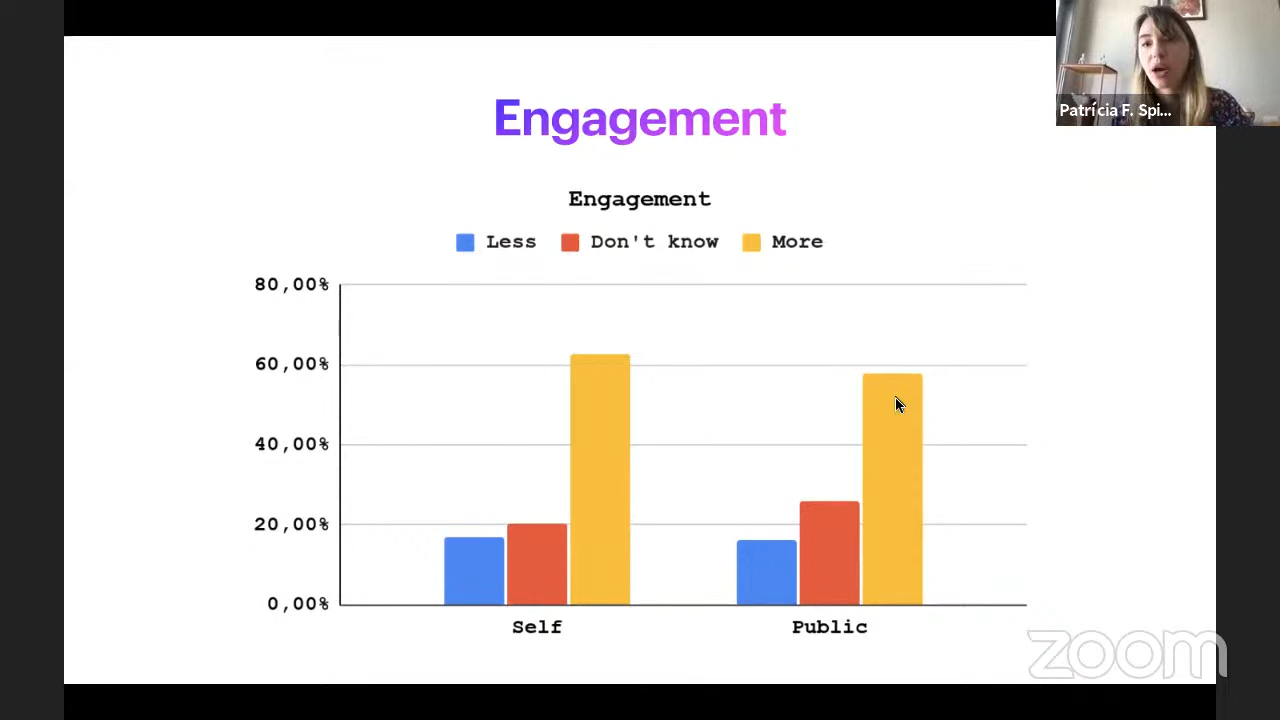 Patrícia F. Spi...
Engagement
Engagement
Less Don't know More
80,00%
60,00%
40,00%
20,00%
0,00%
Self Public
zoom